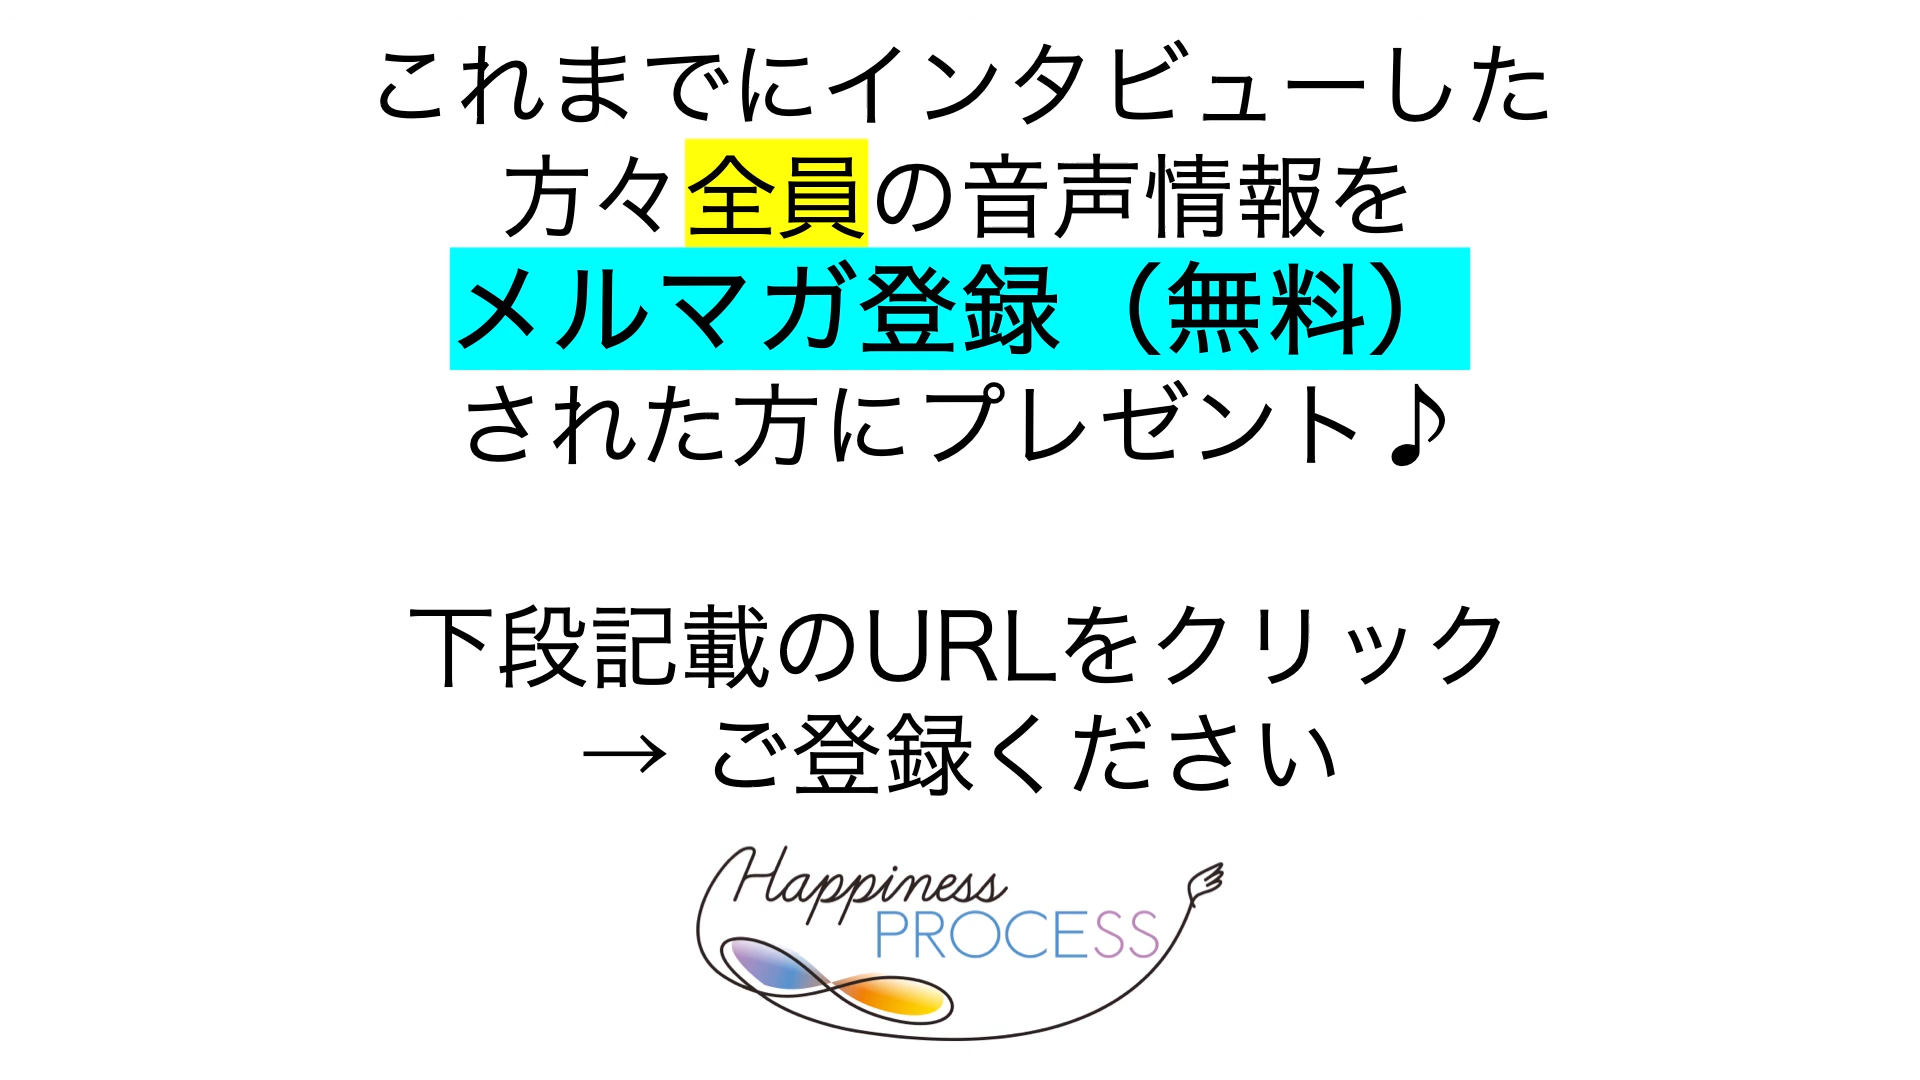 これまでにインタビューした
方々全員の音声情報を
メルマガ登録（無料）
された方にプレゼント♪
下段記載のURLをクリック
→ ご登録ください
Happiness
PROCESS